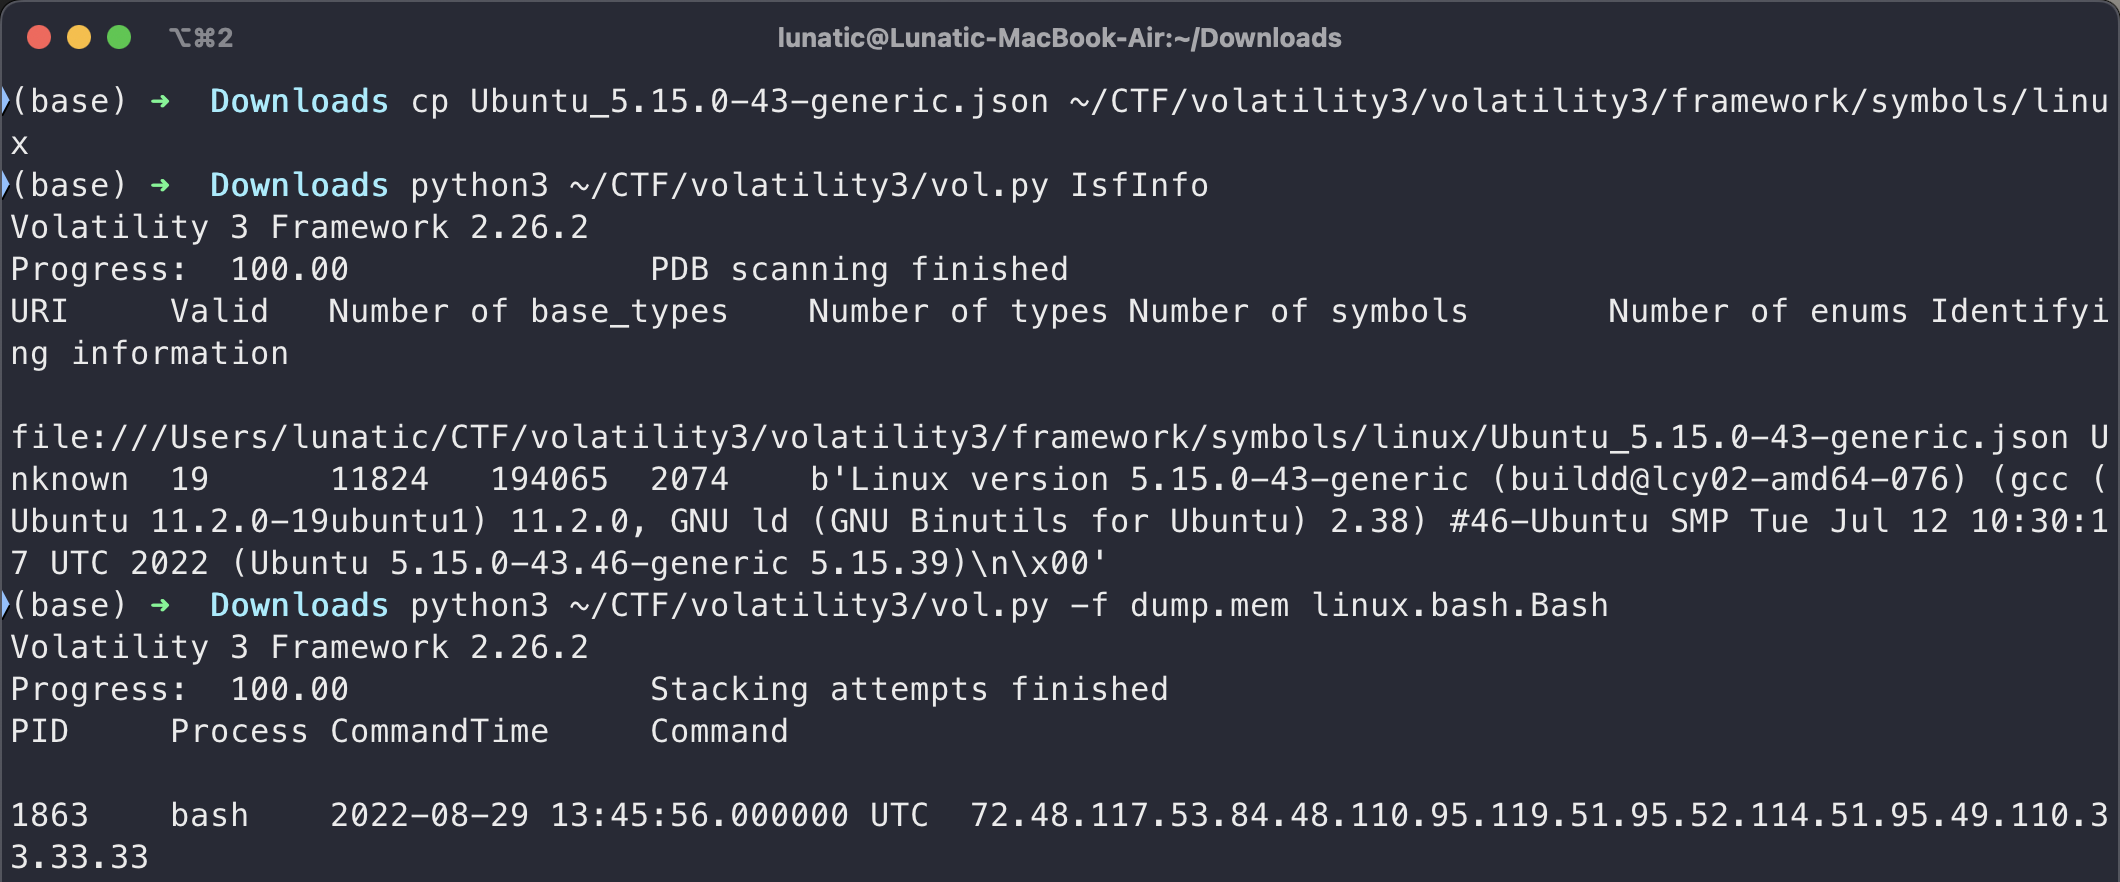 ⌥⌘2
lunatic@Lunatic-MacBook-Air:~/Downloads
(base) ➜  Downloads cp Ubuntu_5.15.0-43-generic.json ~/CTF/volatility3/volatility3/framework/symbols/linu
x
(base) ➜  Downloads python3 ~/CTF/volatility3/vol.py IsfInfo
Volatility 3 Framework 2.26.2
Progress:  100.00               PDB scanning finished
URI     Valid   Number of base_types    Number of types Number of symbols       Number of enums Identifyi
ng information
file:///Users/lunatic/CTF/volatility3/volatility3/framework/symbols/linux/Ubuntu_5.15.0-43-generic.json U
nknown  19      11824   194065  2074    b'Linux version 5.15.0-43-generic (buildd@lcy02-amd64-076) (gcc (
Ubuntu 11.2.0-19ubuntu1) 11.2.0, GNU ld (GNU Binutils for Ubuntu) 2.38) #46-Ubuntu SMP Tue Jul 12 10:30:1
7 UTC 2022 (Ubuntu 5.15.0-43.46-generic 5.15.39)\n\x00'
(base) ➜  Downloads python3 ~/CTF/volatility3/vol.py -f dump.mem linux.bash.Bash
Volatility 3 Framework 2.26.2
Progress:  100.00               Stacking attempts finished
PID     Process CommandTime     Command
1863    bash    2022-08-29 13:45:56.000000 UTC  72.48.117.53.84.48.110.95.119.51.95.52.114.51.95.49.110.3
3.33.33